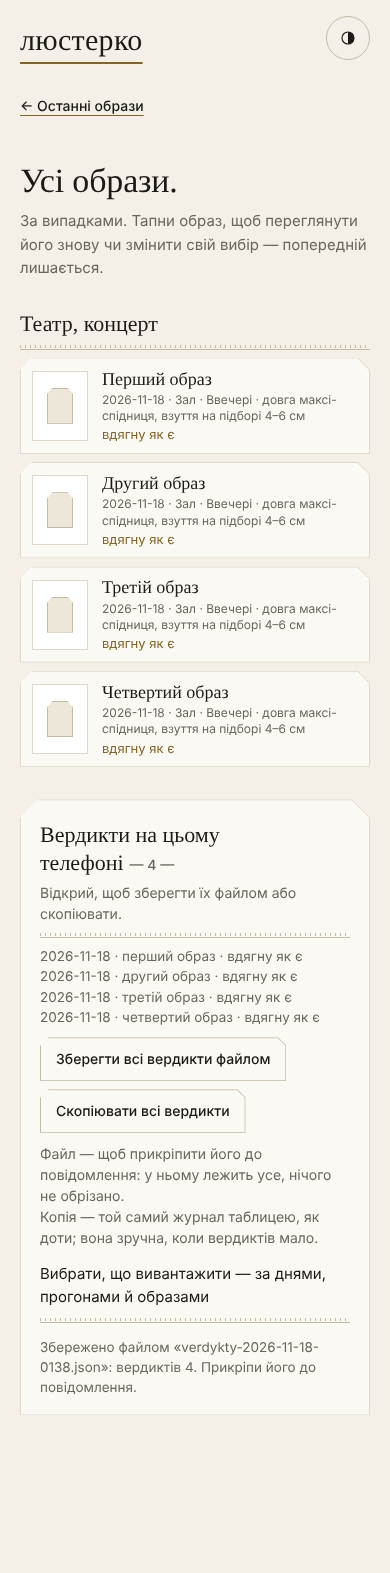 люстерко
← Останні образи
Усі образи.
За випадками. Тапни образ, щоб переглянути
його знову чи змінити свій вибір — попередній
лишається.
Театр, концерт
Перший образ
2026-11-18 · Зал · Ввечері · довга максі-
спідниця, взуття на підборі 4–6 см
вдягну як є
Другий образ
2026-11-18 · Зал · Ввечері · довга максі-
спідниця, взуття на підборі 4–6 см
вдягну як є
Третій образ
2026-11-18 · Зал · Ввечері · довга максі-
спідниця, взуття на підборі 4–6 см
вдягну як є
Четвертий образ
2026-11-18 · Зал · Ввечері · довга максі-
спідниця, взуття на підборі 4–6 см
вдягну як є
Вердикти на цьому
телефоні — 4 —
Відкрий, щоб зберегти їх файлом або
скопіювати.
2026-11-18 · перший образ · вдягну як є
2026-11-18 · другий образ · вдягну як є
2026-11-18 · третій образ · вдягну як є
2026-11-18 · четвертий образ · вдягну як є
Зберегти всі вердикти файлом
Скопіювати всі вердикти
Файл — щоб прикріпити його до
повідомлення: у ньому лежить усе, нічого
не обрізано.
Копія — той самий журнал таблицею, як
доти; вона зручна, коли вердиктів мало.
Вибрати, що вивантажити — за днями,
прогонами й образами
Збережено файлом «verdykty-2026-11-18-
0138.json»: вердиктів 4. Прикріпи його до
повідомлення.